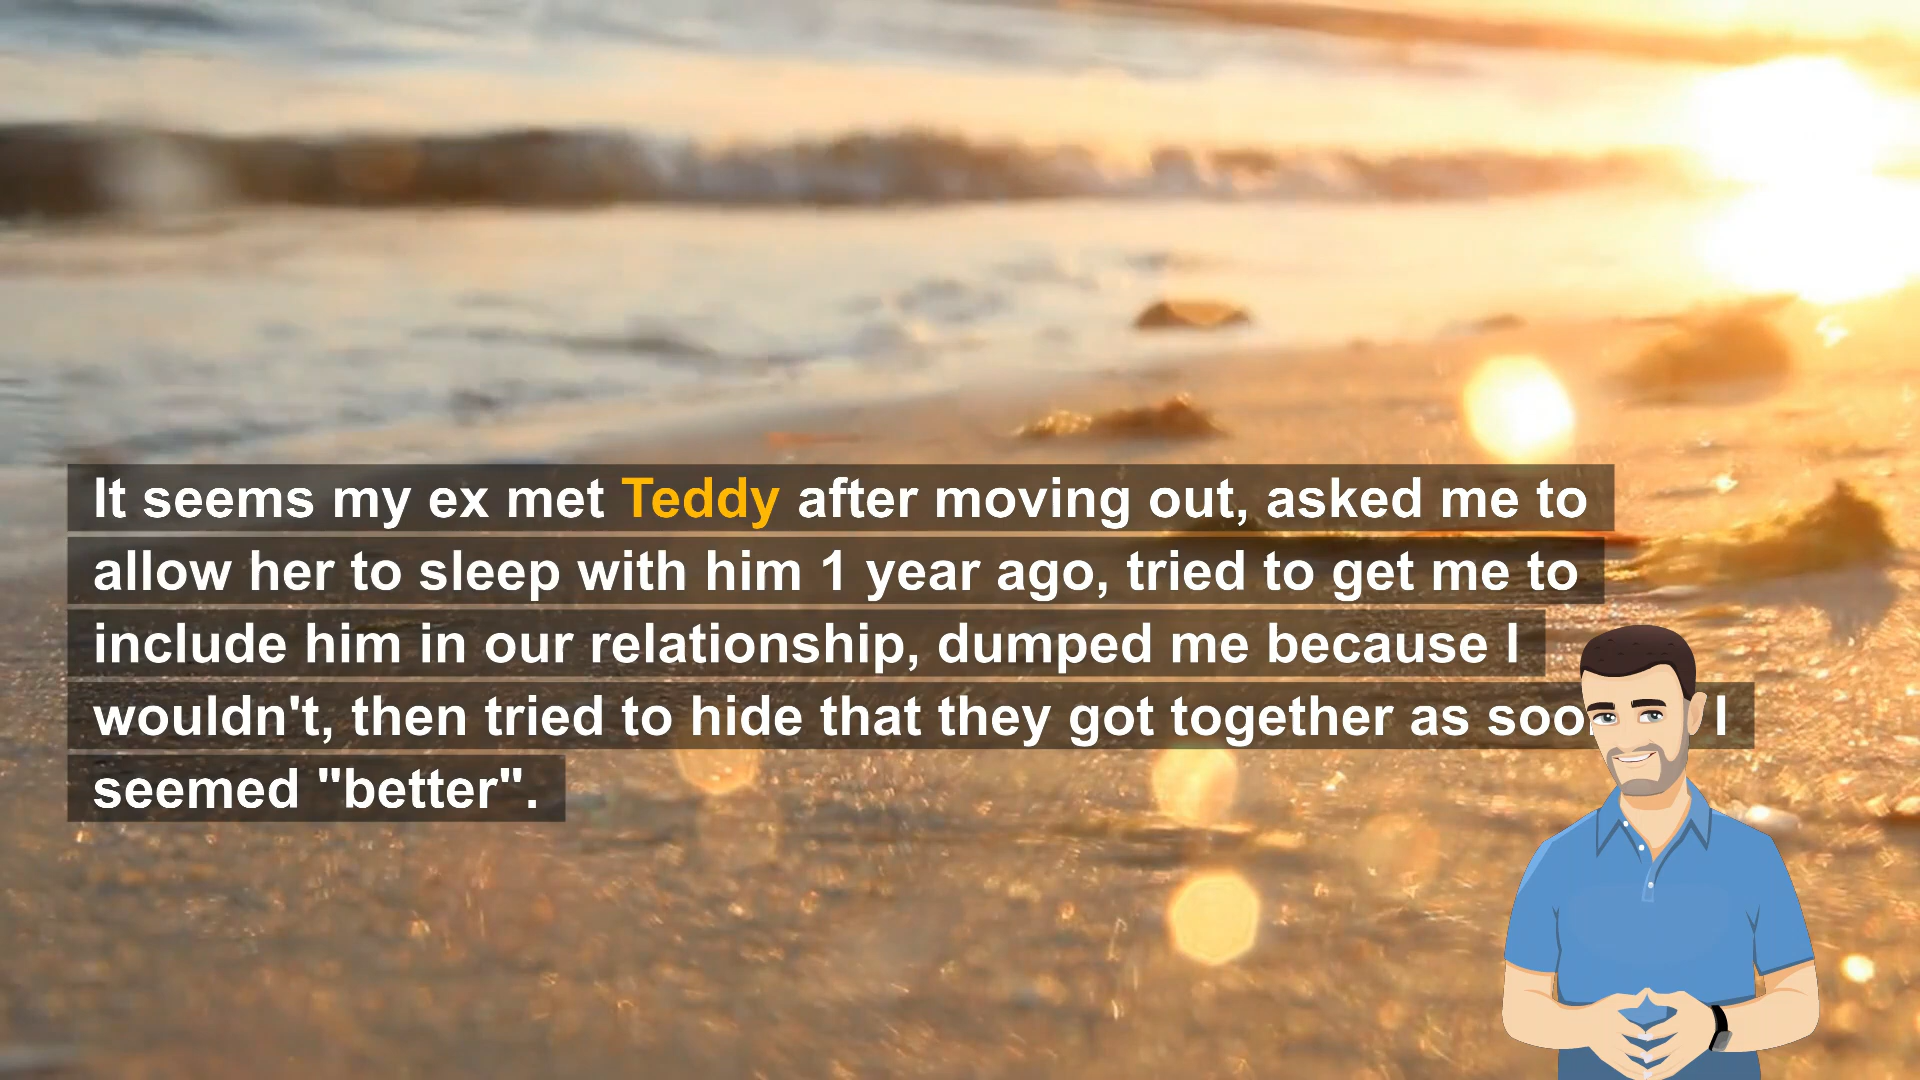 It seems my ex met Teddy after moving out, asked me to
allow her to sleep with him 1 year ago, tried to get me to
include him in our relationship, dumped me because I
wouldn't, then tried to hide that they got together as I
seemed "better".